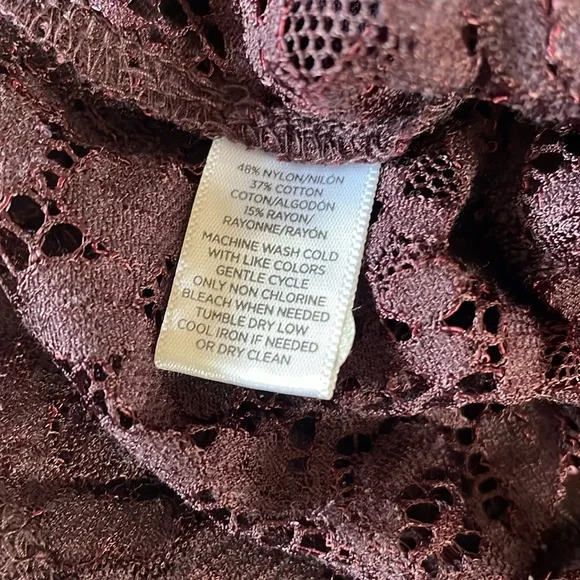 48% NYLON/NILÓN
37% COTTON
COTON/ALGODÓN
15% RAYON/
RAYONNE/RAYÓN
MACHINE WASH COLD
WITH LIKE COLORS
GENTLE CYCLE
ONLY NON CHLORINE
BLEACH WHEN NEEDED
TUMBLE DRY LOW
COOL IRON IF NEEDED
OR DRY CLEAN